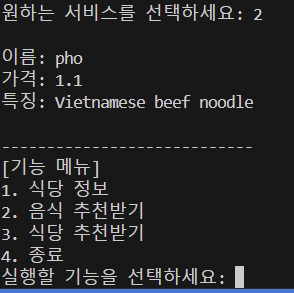 원하는 서비스를 선택하세요: 2
이름: pho
가격: 1.1
특징: Vietnamese beef noodle
----------------------------
[기능 메뉴]
1. 식당 정보
2. 음식 추천받기
3. 식당 추천받기
4. 종료
실행할 기능을 선택하세요: